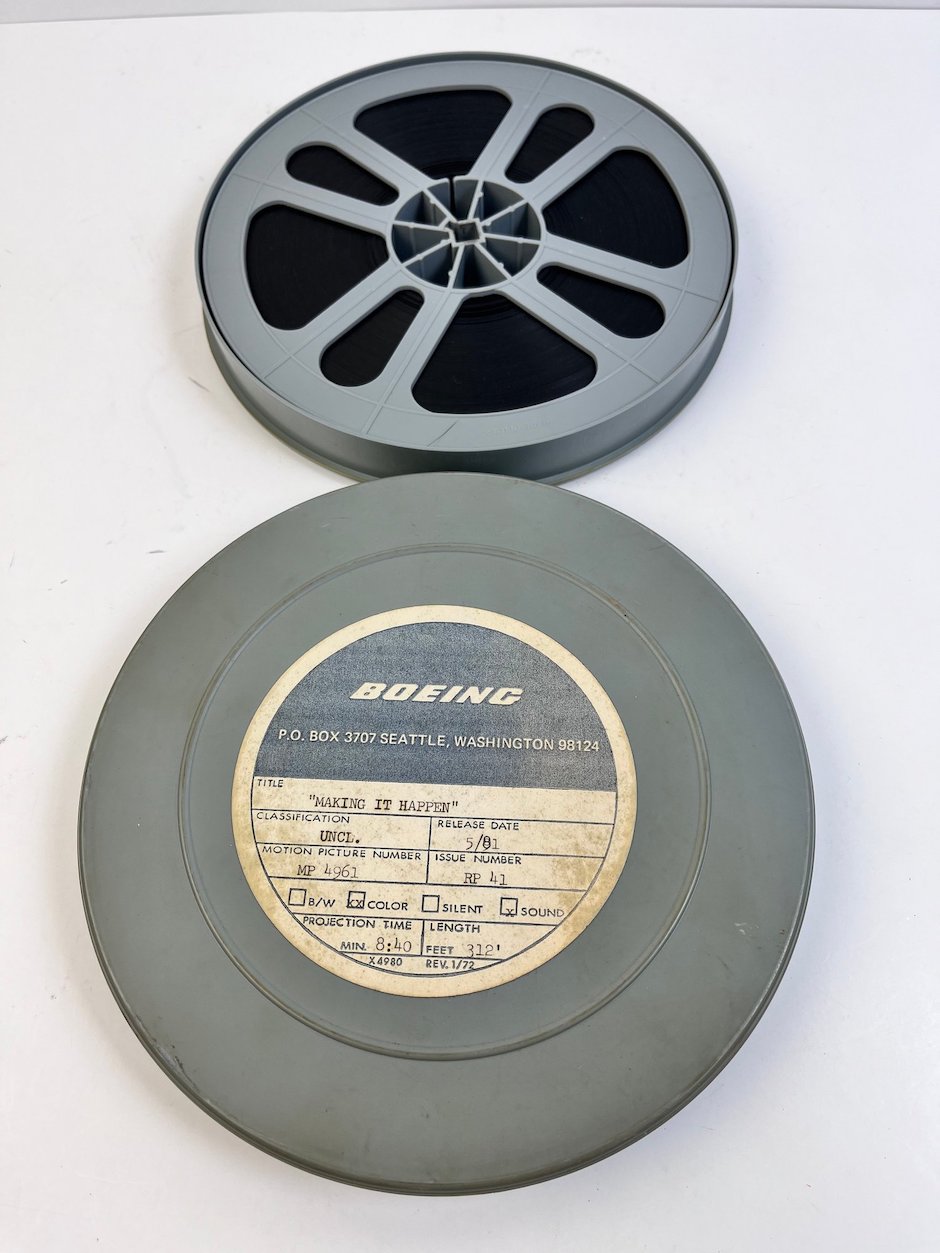 BOEING
P.O. BOX 3707 SEATTLE, WASHINGTON 98124
TITLE
"MAKING IT HAPPEN"
CLASSIFICATION
UNCL.
RELEASE DATE
5/81
MOTION PICTURE NUMBER
MP 4961
ISSUE NUMBER
RP 41
B/W xx COLOR SILENT x SOUND
PROJECTION TIME
MIN. 8:40
LENGTH
FEET 312'
X4980 REV. 1/72